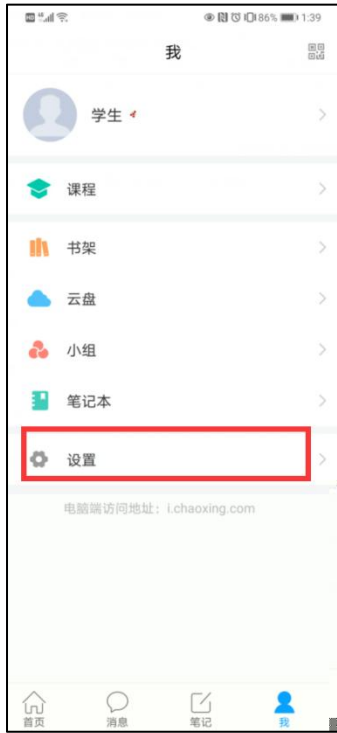 86% 1:39
我
学生
课程
书架
云盘
小组
笔记本
设置
电脑端访问地址：i.chaoxing.com
首页 消息 笔记 我